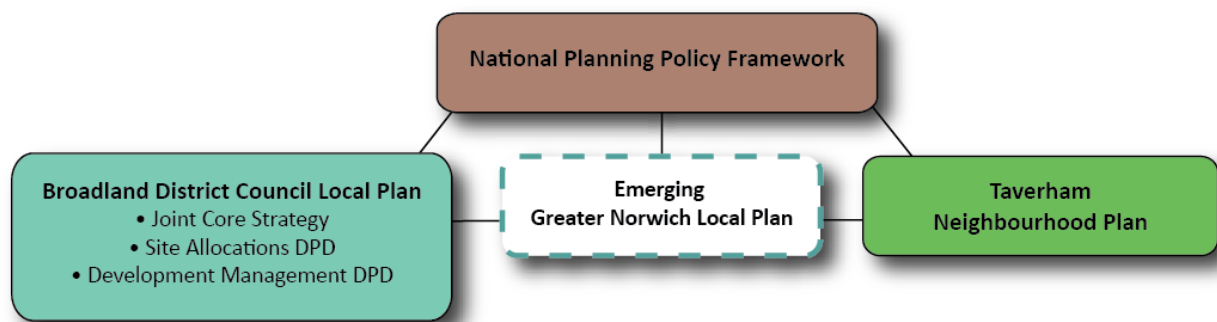 National Planning Policy Framework
Broadland District Council Local Plan
• Joint Core Strategy
• Site Allocations DPD
• Development Management DPD
Emerging
Greater Norwich Local Plan
Taverham
Neighbourhood Plan